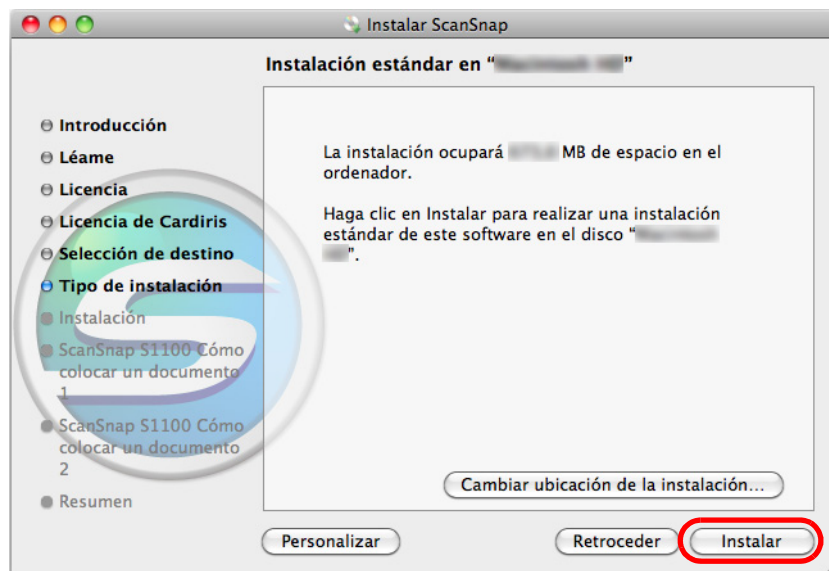 Instalar ScanSnap
Instalación estándar en “ ”
Introducción
Léame
Licencia
Licencia de Cardiris
Selección de destino
Tipo de instalación
Instalación
ScanSnap S1100 Cómo
colocar un documento
1
ScanSnap S1100 Cómo
colocar un documento
2
Resumen
La instalación ocupará MB de espacio en el
ordenador.
Haga clic en Instalar para realizar una instalación
estándar de este software en el disco “
”.
Cambiar ubicación de la instalación...
Personalizar
Retroceder
Instalar